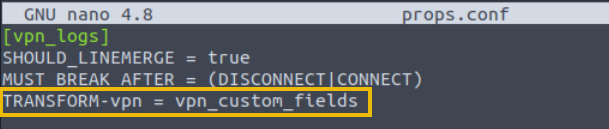 GNU nano 4.8 props.conf
[vpn_logs]
SHOULD_LINEMERGE = true
MUST_BREAK_AFTER = (DISCONNECT|CONNECT)
TRANSFORM-vpn = vpn_custom_fields